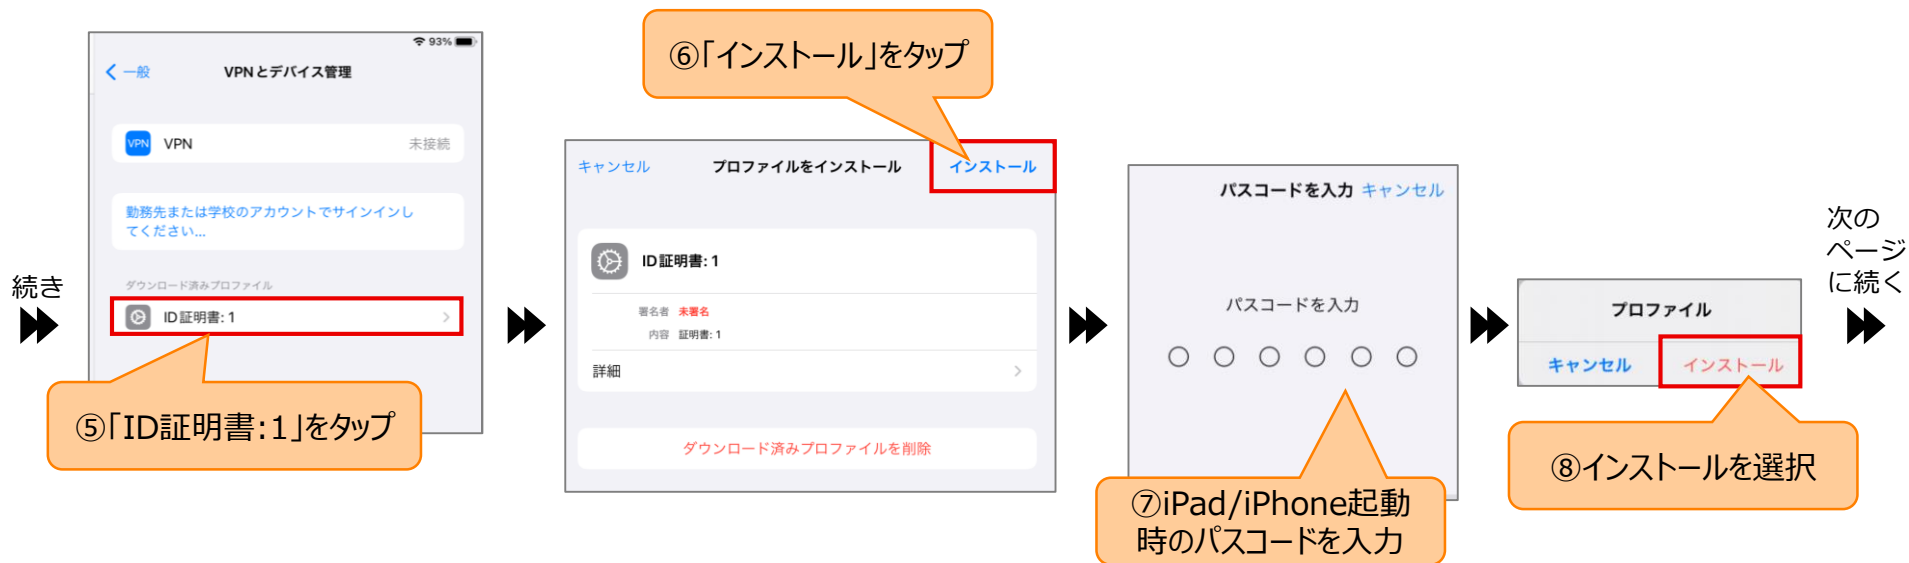 続き
93%
一般
VPNとデバイス管理
VPN VPN
未接続
勤務先または学校のアカウントでサインインし
てください...
ダウンロード済みプロファイル
ID証明書: 1
⑤「ID証明書:1」をタップ
⑥「インストール」をタップ
キャンセル
プロファイルをインストール
インストール
ID証明書: 1
署名者 未署名
内容 証明書: 1
詳細
ダウンロード済みプロファイルを削除
パスコードを入力 キャンセル
パスコードを入力
⑦iPad/iPhone起動
時のパスコードを入力
プロファイル
キャンセル
インストール
⑧インストールを選択
次の
ページ
に続く